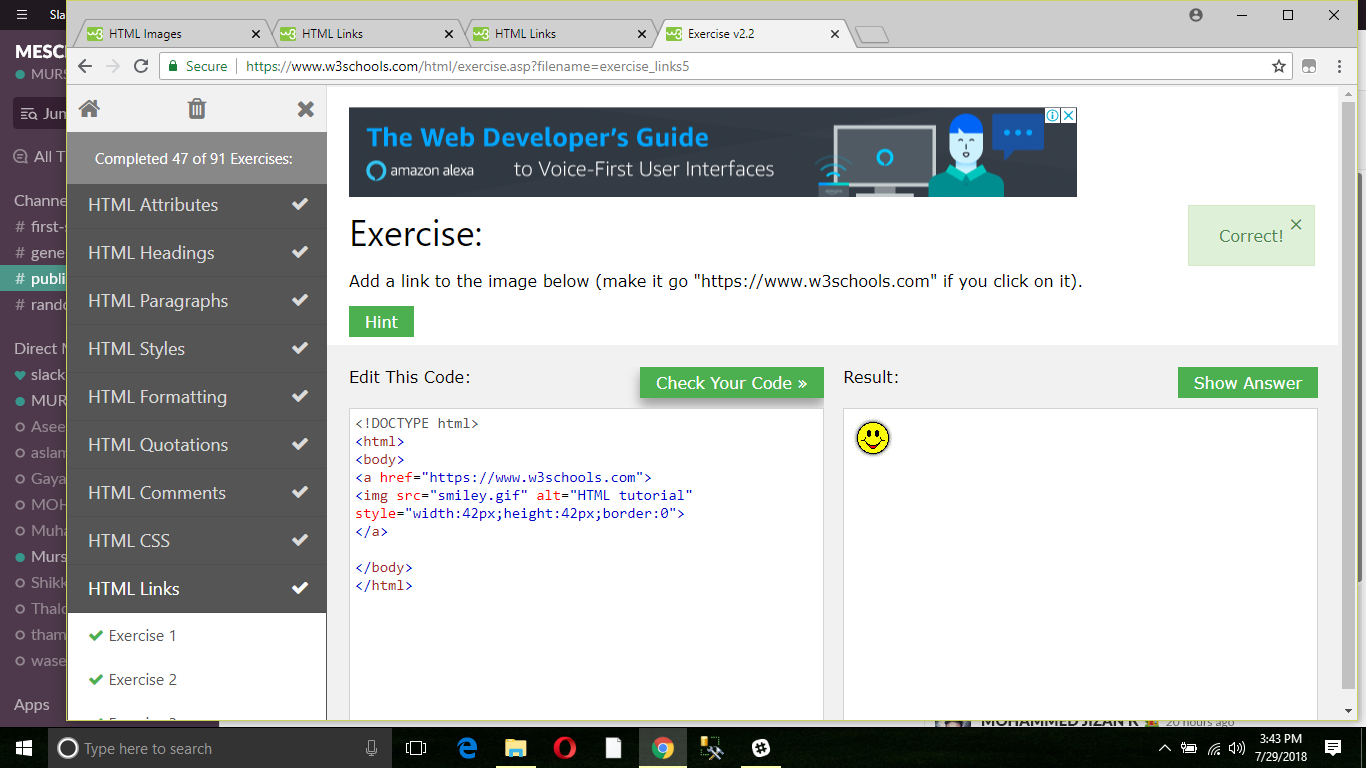 Sla
HTML Images
HTML Links
HTML Links
Exercise v2.2
Secure
https://www.w3schools.com/html/exercise.asp?filename=exercise_links5
MESC
MURS
Jum
All T
Channe
# first-s
# gene
# publi
# rando
Direct M
slack
MUR
Asee
aslam
Gaya
MOH
Muha
Murs
Shikk
Thalo
tham
wase
Apps
Completed 47 of 91 Exercises:
HTML Attributes
HTML Headings
HTML Paragraphs
HTML Styles
HTML Formatting
HTML Quotations
HTML Comments
HTML CSS
HTML Links
Exercise 1
Exercise 2
The Web Developer's Guide
amazon alexa
to Voice-First User Interfaces
Exercise:
Correct!
Add a link to the image below (make it go "https://www.w3schools.com" if you click on it).
Hint
Edit This Code:
Check Your Code »
Result:
Show Answer
<!DOCTYPE html>
<html>
<body>
<a href="https://www.w3schools.com">
<img src="smiley.gif" alt="HTML tutorial"
style="width:42px;height:42px;border:0">
</a>
</body>
</html>
MOHAMMED JIZAN K
20 hours ago
Type here to search
3:43 PM
7/29/2018